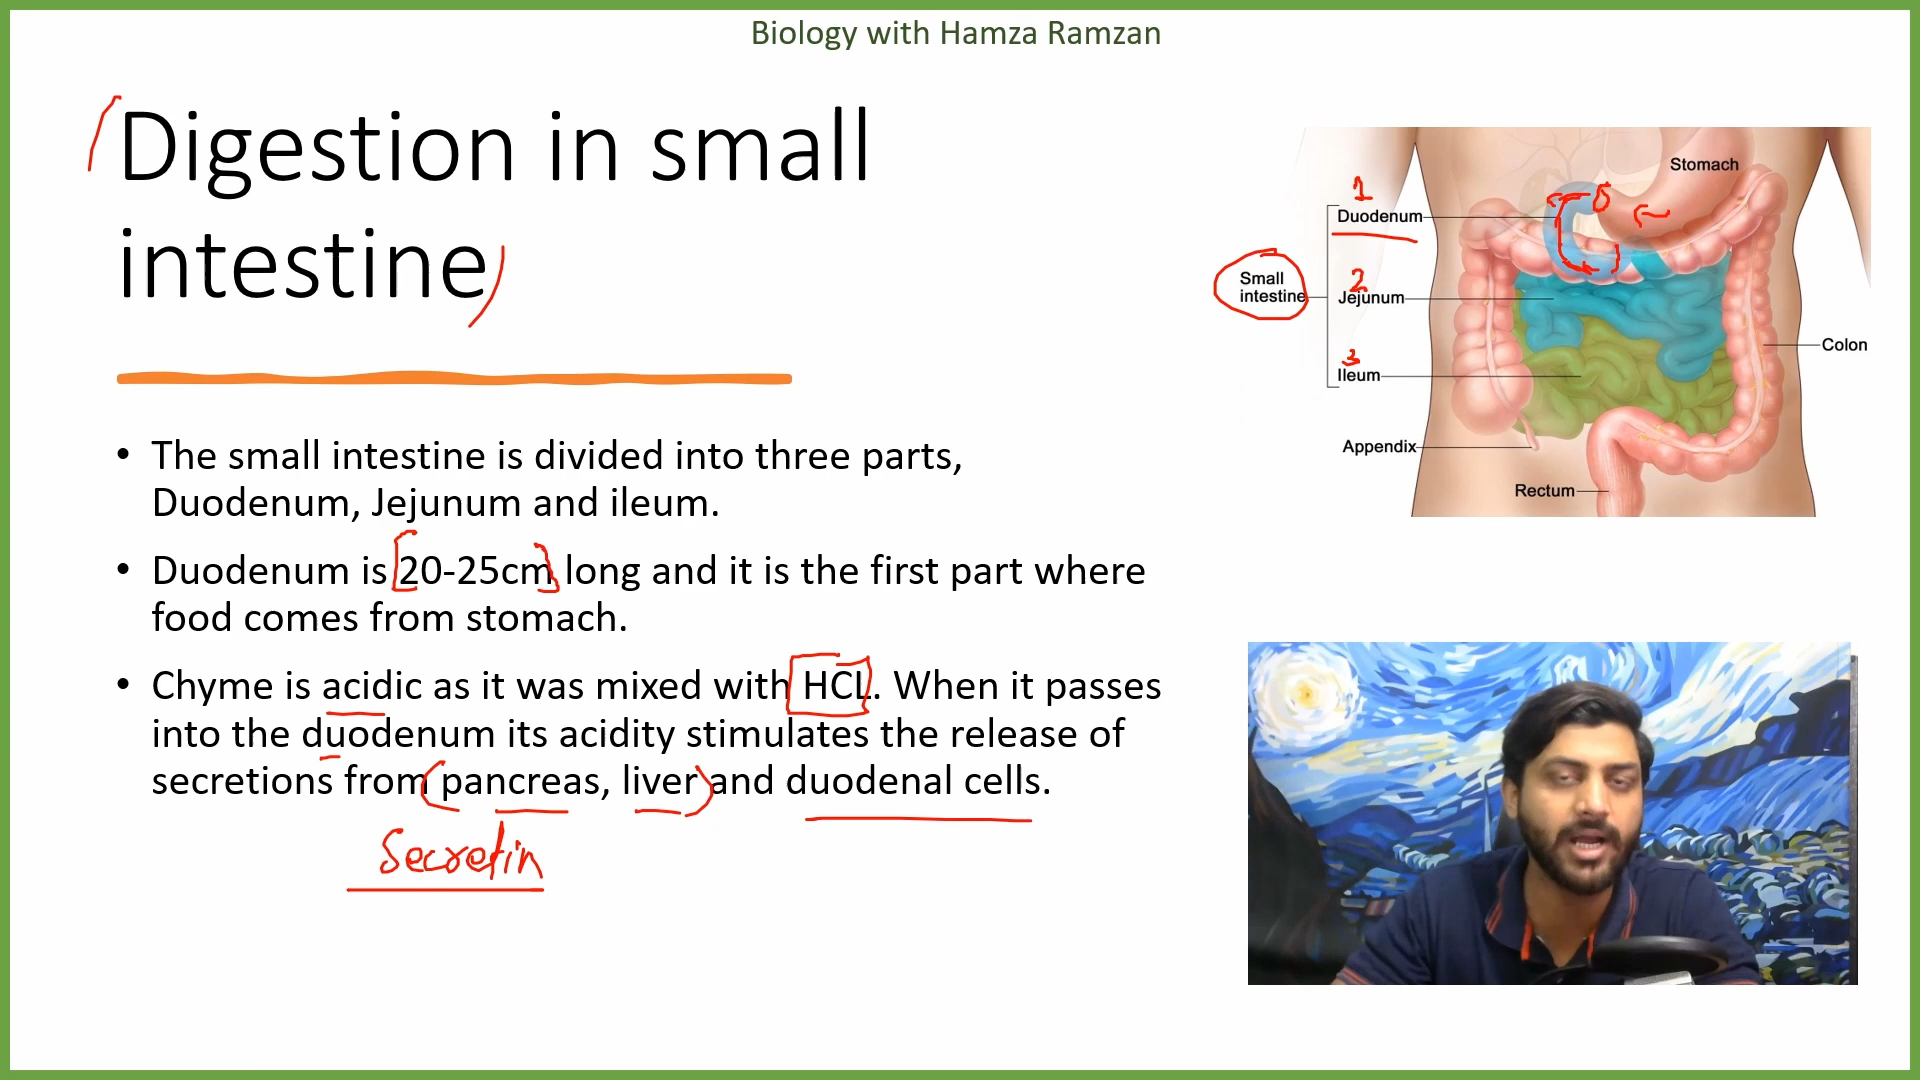 Biology with Hamza Ramzan
Digestion in small
intestine
• The small intestine is divided into three parts,
Duodenum, Jejunum and ileum.
• Duodenum is 20-25cm long and it is the first part where
food comes from stomach.
• Chyme is acidic as it was mixed with HCL. When it passes
into the duodenum its acidity stimulates the release of
secretions from pancreas, liver and duodenal cells.
Secretin
Stomach
1
Duodenum
Small
intestine
2
Jejunum
3
Ileum
Colon
Appendix
Rectum